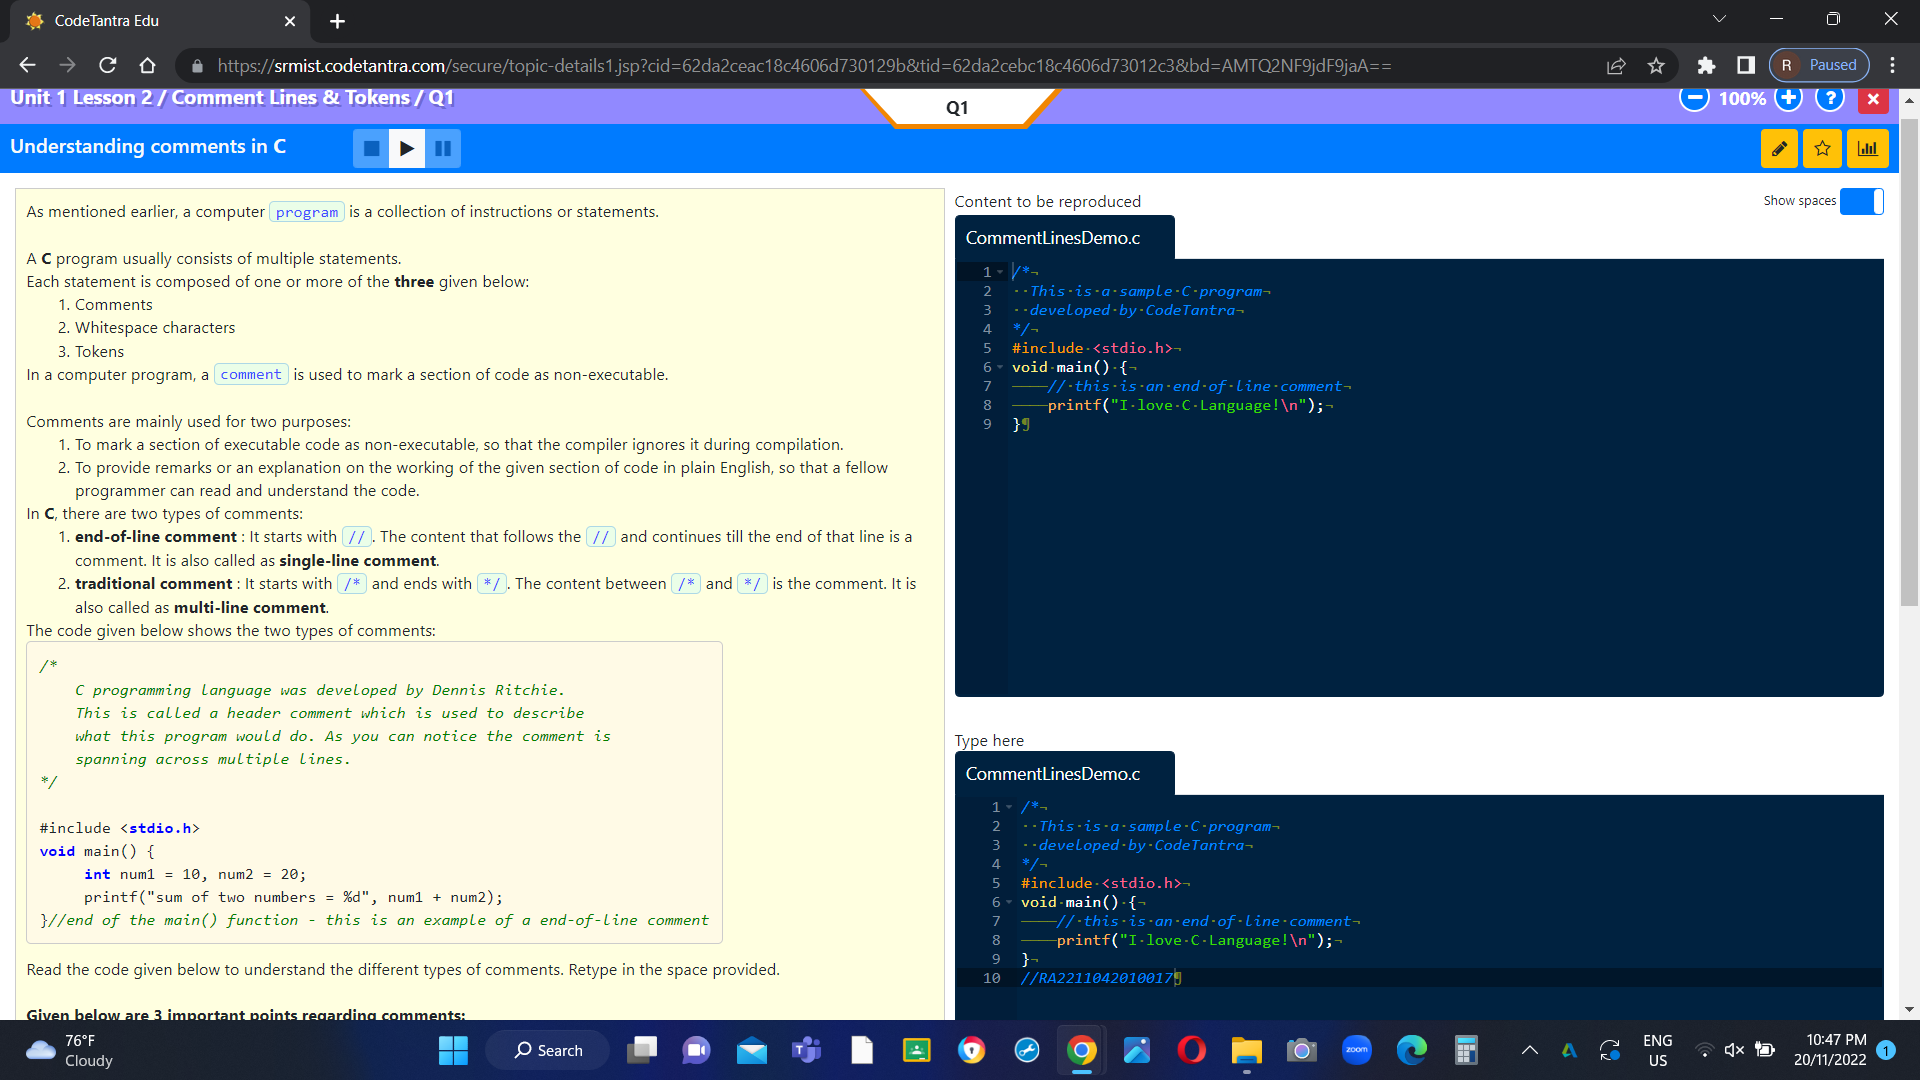 CodeTantra Edu
https://srmist.codetantra.com/secure/topic-details1.jsp?cid=62da2ceac18c4606d730129b&tid=62da2cebc18c4606d73012c3&bd=AMTQ2NF9jdF9jaA==
R Paused
Unit 1 Lesson 2 / Comment Lines & Tokens / Q1
Q1
100%
?
Understanding comments in C
As mentioned earlier, a computer program is a collection of instructions or statements.
A C program usually consists of multiple statements.
Each statement is composed of one or more of the three given below:
1. Comments
2. Whitespace characters
3. Tokens
In a computer program, a comment is used to mark a section of code as non-executable.
Comments are mainly used for two purposes:
1. To mark a section of executable code as non-executable, so that the compiler ignores it during compilation.
2. To provide remarks or an explanation on the working of the given section of code in plain English, so that a fellow
programmer can read and understand the code.
In C, there are two types of comments:
1. end-of-line comment : It starts with //. The content that follows the // and continues till the end of that line is a
comment. It is also called as single-line comment.
2. traditional comment : It starts with /* and ends with */. The content between /* and */ is the comment. It is
also called as multi-line comment.
The code given below shows the two types of comments:
/*
C programming language was developed by Dennis Ritchie.
This is called a header comment which is used to describe
what this program would do. As you can notice the comment is
spanning across multiple lines.
*/
#include <stdio.h>
void main() {
int num1 = 10, num2 = 20;
printf("sum of two numbers = %d", num1 + num2);
}//end of the main() function - this is an example of a end-of-line comment
Read the code given below to understand the different types of comments. Retype in the space provided.
Given below are 3 important points regarding comments:
Content to be reproduced
Show spaces
CommentLinesDemo.c
1 /*¬
2 ··This·is·a·sample·C·program¬
3 ··developed·by·CodeTantra¬
4 */¬
5 #include·<stdio.h>¬
6 void·main()·{¬
7 ————//·this·is·an·end·of·line·comment¬
8 ————printf("I·love·C·Language!\n");¬
9 }¶
Type here
CommentLinesDemo.c
1 /*¬
2 ··This·is·a·sample·C·program¬
3 ··developed·by·CodeTantra¬
4 */¬
5 #include·<stdio.h>¬
6 void·main()·{¬
7 ————//·this·is·an·end·of·line·comment¬
8 ————printf("I·love·C·Language!\n");¬
9 }¬
10 //RA2211042010017¶
76°F
Cloudy
Search
zoom
ENG
US
10:47 PM
20/11/2022
1